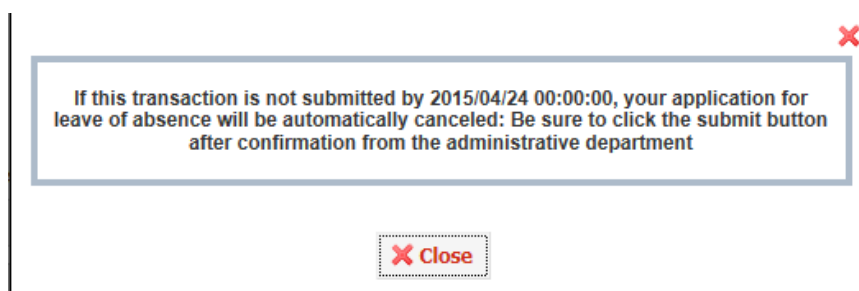 If this transaction is not submitted by 2015/04/24 00:00:00, your application for
leave of absence will be automatically canceled: Be sure to click the submit button
after confirmation from the administrative department
Close